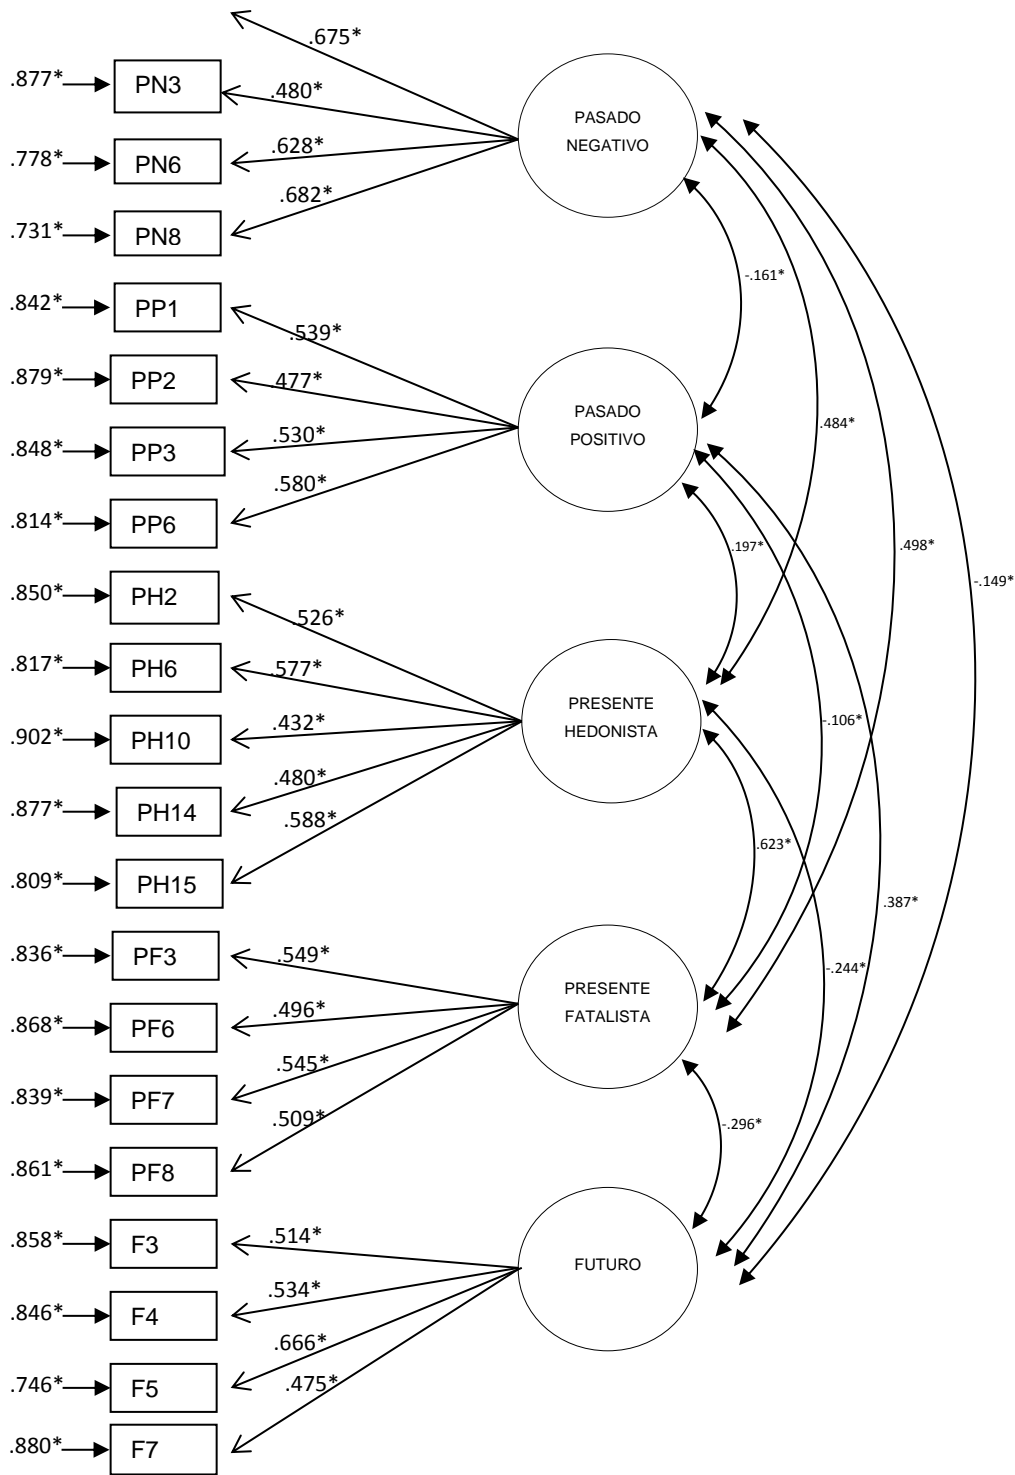 .675*
.877* PN3 .480*
PASADO
NEGATIVO
.778* PN6 .628*
.682*
.731* PN8
-.161*
.842* PP1 .539*
.879* PP2 .477*
PASADO
POSITIVO
.484*
.848* PP3 .530*
.580*
.814* PP6
.197*
.498*
-.149*
.850* PH2 .526*
.817* PH6 .577*
PRESENTE
HEDONISTA
-.106*
.902* PH10 .432*
.480*
.877* PH14
.588*
.623*
.809* PH15
.387*
.836* PF3 .549*
-.244*
PRESENTE
FATALISTA
.868* PF6 .496*
.545*
.839* PF7
.509*
-.296*
.861* PF8
.858* F3 .514*
FUTURO
.846* F4 .534*
.666*
.746* F5 .475*
.880* F7